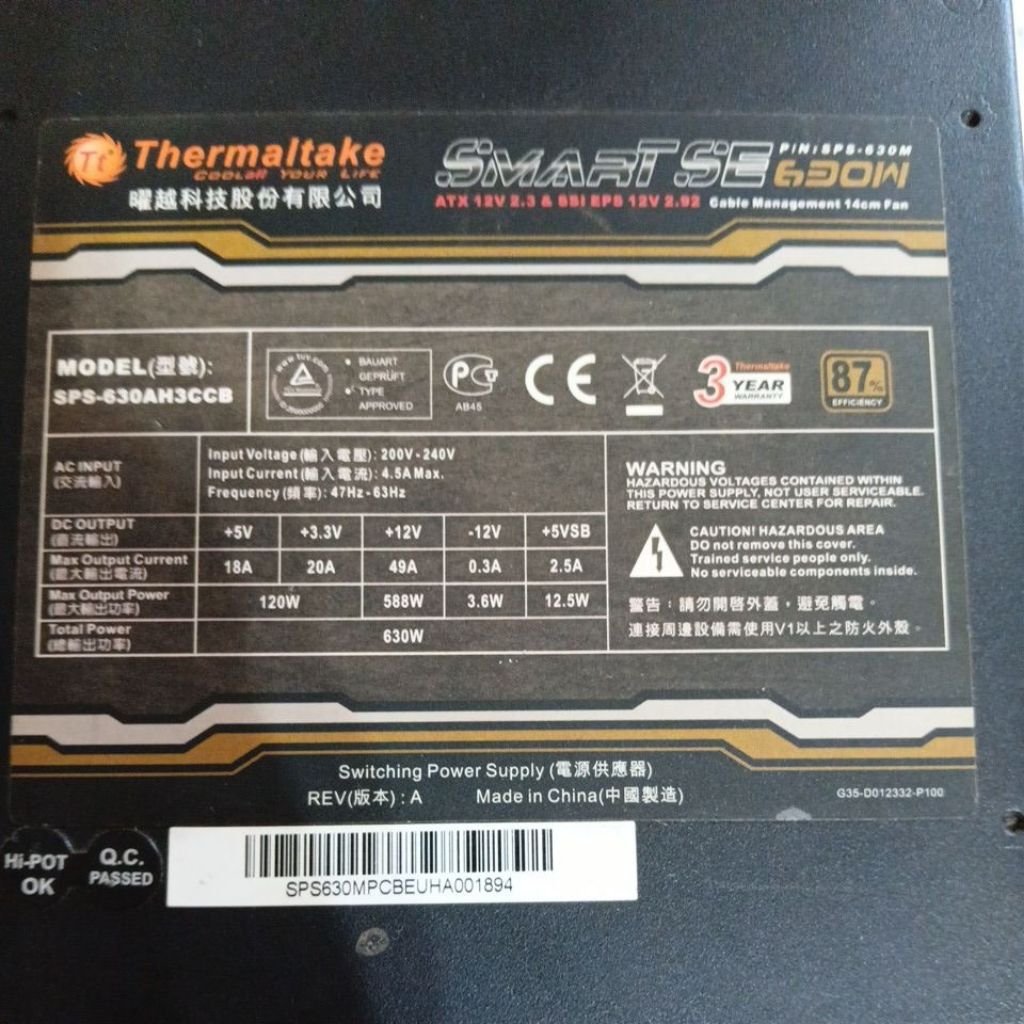 Thermaltake
COOLER YOUR LIFE
曜越科技股份有限公司
SMART SE
P/N:SPS-630M
630W
ATX 12V 2.3 & SSI EPS 12V 2.92 Cable Management 14cm Fan
MODEL(型號):
SPS-630AH3CCB
www.tuv.com
BAUART
GEPRÜFT
TYPE
APPROVED
PG
AB45
CE
3
Thermaltake
YEAR
WARRANTY
87%
EFFICIENCY
AC INPUT
(交流輸入)
Input Voltage (輸入電壓): 200V-240V
Input Current (輸入電流): 4.5A Max.
Frequency (頻率): 47Hz-63Hz
DC OUTPUT
(直流輸出)
+5V +3.3V +12V -12V +5VSB
Max Output Current
(最大輸出電流)
18A 20A 49A 0.3A 2.5A
Max Output Power
(最大輸出功率)
120W 588W 3.6W 12.5W
Total Power
(總輸出功率)
630W
WARNING
HAZARDOUS VOLTAGES CONTAINED WITHIN
THIS POWER SUPPLY, NOT USER SERVICEABLE.
RETURN TO SERVICE CENTER FOR REPAIR.
CAUTION! HAZARDOUS AREA
DO not remove this cover.
Trained service people only.
No serviceable components inside.
警告：請勿開啓外蓋，避免觸電。
連接周邊設備需使用V1以上之防火外殼。
Switching Power Supply (電源供應器)
REV(版本) : A Made in China(中國製造)
G35-D012332-P100
Hi-POT
OK
Q.C.
PASSED
SPS630MPCBEUHA001894